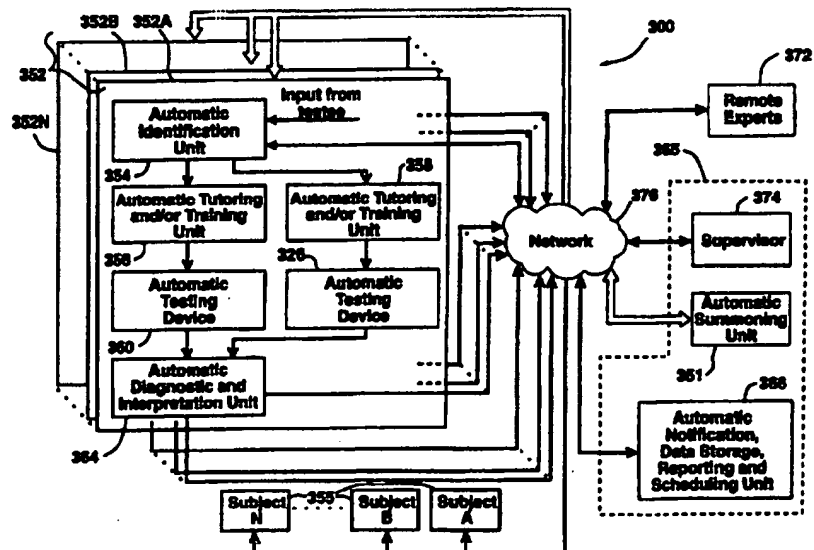 352B 352A
300
352
372
Input from
testee
Automatic
Identification
Unit
Remote
Experts
352N
354
358
365
Automatic Tutoring
and/or Training
Unit
Automatic Tutoring
and/or Training
Unit
376
374
Network
Supervisor
356
326
Automatic
Testing
Device
Automatic
Testing
Device
Automatic
Summoning
Unit
360
351
Automatic
Diagnostic and
Interpretation Unit
366
364
Automatic
Notification,
Data Storage,
Reporting and
Scheduling Unit
Subject
N
355
Subject
B
Subject
A